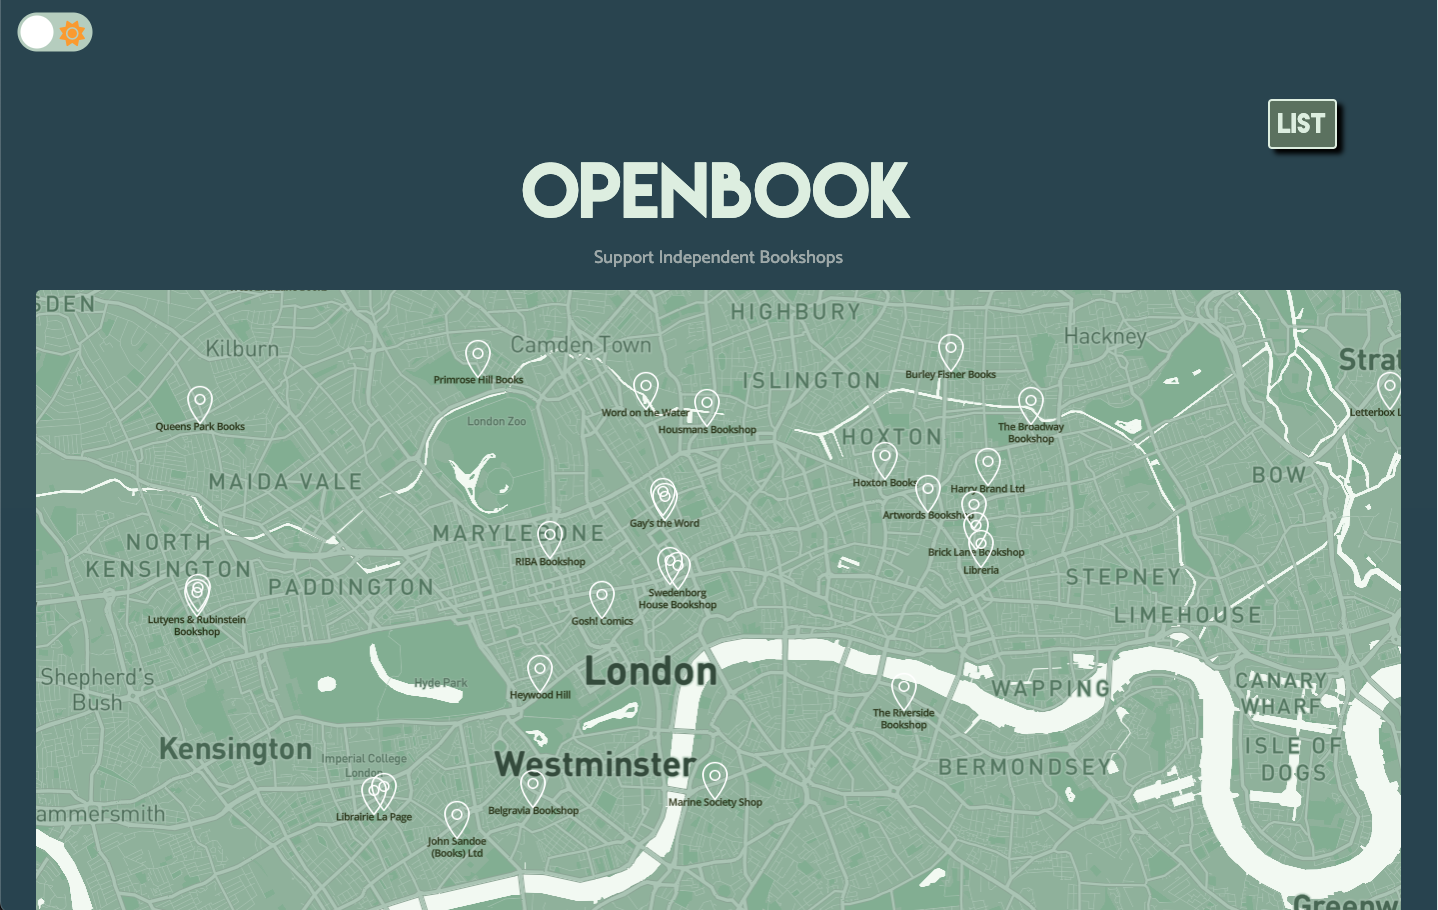 LIST
OPENBOOK
Support Independent Bookshops
SDEN
HIGHBURY
Kilburn
Camden Town
Hackney
Strat
Primrose Hill Books
ISLINGTON
Burley Fisher Books
Queens Park Books
Word on the Water
Housmans Bookshop
London Zoo
The Broadway
Bookshop
Letterbox L
HOXTON
MAIDA VALE
Hoxton Books
Harry Brand Ltd
BOW
Artwords Bookshop
Gay's the Word
MARYLEBONE
NORTH
KENSINGTON
RIBA Bookshop
Brick Lane Bookshop
Libreria
PADDINGTON
STEPNEY
Swedenborg
House Bookshop
Lutyens & Rubinstein
Bookshop
Gosh! Comics
LIMEHOUSE
London
Shepherd's
Bush
Hyde Park
Heywood Hill
WAPPING
CANARY
WHARF
The Riverside
Bookshop
Kensington
Imperial College
London
Westminster
BERMONDSEY
ISLE OF
DOGS
Marine Society Shop
Belgravia Bookshop
Librairie La Page
ammersmith
John Sandoe
(Books) Ltd
Greenw